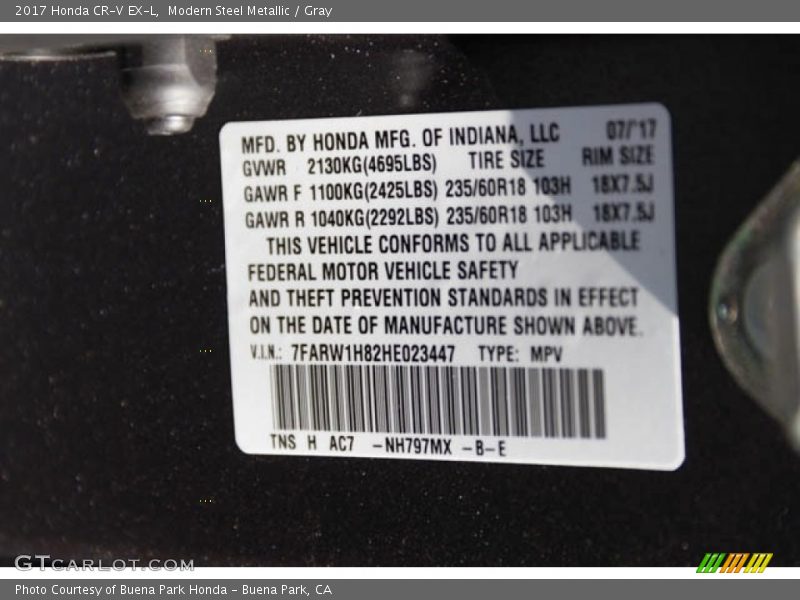 2017 Honda CR-V EX-L,  Modern Steel Metallic / Gray
MFD. BY HONDA MFG. OF INDIANA, LLC 07/'17
GVWR 2130KG(4695LBS) TIRE SIZE RIM SIZE
GAWR F 1100KG(2425LBS) 235/60R18 103H 18X7.5J
GAWR R 1040KG(2292LBS) 235/60R18 103H 18X7.5J
THIS VEHICLE CONFORMS TO ALL APPLICABLE
FEDERAL MOTOR VEHICLE SAFETY
AND THEFT PREVENTION STANDARDS IN EFFECT
ON THE DATE OF MANUFACTURE SHOWN ABOVE.
V.I.N.: 7FARW1H82HE023447 TYPE: MPV
TNS H AC7 -NH797MX -B-E
GTCARLOT.COM
Photo Courtesy of Buena Park Honda - Buena Park, CA